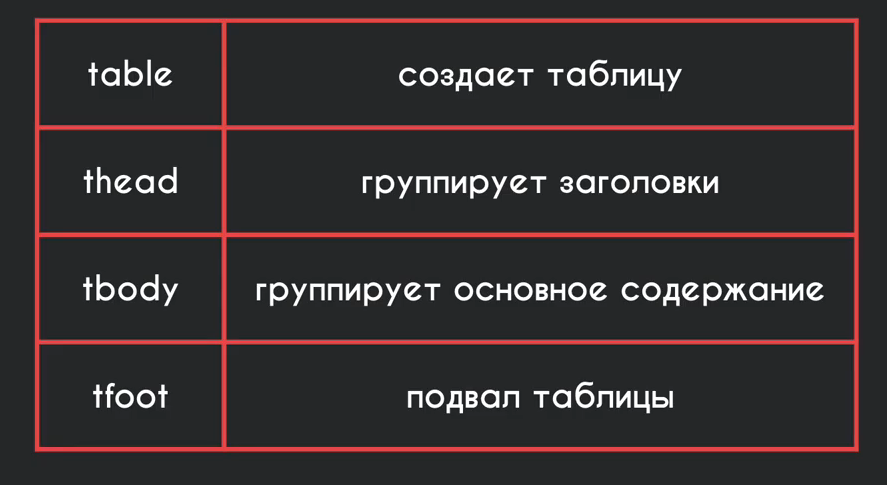 table создает таблицу
thead группирует заголовки
tbody группирует основное содержание
tfoot подвал таблицы